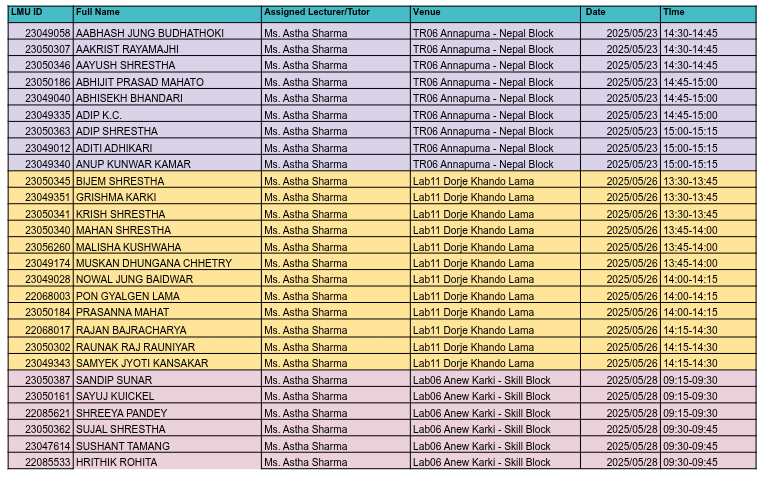 LMU ID Full Name Assigned Lecturer/Tutor Venue Date TIme
23049058 AABHASH JUNG BUDHATHOKI Ms. Astha Sharma TR06 Annapurna - Nepal Block 2025/05/23 14:30-14:45
23050307 AAKRIST RAYAMAJHI Ms. Astha Sharma TR06 Annapurna - Nepal Block 2025/05/23 14:30-14:45
23050346 AAYUSH SHRESTHA Ms. Astha Sharma TR06 Annapurna - Nepal Block 2025/05/23 14:30-14:45
23050186 ABHIJIT PRASAD MAHATO Ms. Astha Sharma TR06 Annapurna - Nepal Block 2025/05/23 14:45-15:00
23049040 ABHISEKH BHANDARI Ms. Astha Sharma TR06 Annapurna - Nepal Block 2025/05/23 14:45-15:00
23049335 ADIP K.C. Ms. Astha Sharma TR06 Annapurna - Nepal Block 2025/05/23 14:45-15:00
23050363 ADIP SHRESTHA Ms. Astha Sharma TR06 Annapurna - Nepal Block 2025/05/23 15:00-15:15
23049012 ADITI ADHIKARI Ms. Astha Sharma TR06 Annapurna - Nepal Block 2025/05/23 15:00-15:15
23049340 ANUP KUNWAR KAMAR Ms. Astha Sharma TR06 Annapurna - Nepal Block 2025/05/23 15:00-15:15
23050345 BIJEM SHRESTHA Ms. Astha Sharma Lab11 Dorje Khando Lama 2025/05/26 13:30-13:45
23049351 GRISHMA KARKI Ms. Astha Sharma Lab11 Dorje Khando Lama 2025/05/26 13:30-13:45
23050341 KRISH SHRESTHA Ms. Astha Sharma Lab11 Dorje Khando Lama 2025/05/26 13:30-13:45
23050340 MAHAN SHRESTHA Ms. Astha Sharma Lab11 Dorje Khando Lama 2025/05/26 13:45-14:00
23056260 MALISHA KUSHWAHA Ms. Astha Sharma Lab11 Dorje Khando Lama 2025/05/26 13:45-14:00
23049174 MUSKAN DHUNGANA CHHETRY Ms. Astha Sharma Lab11 Dorje Khando Lama 2025/05/26 13:45-14:00
23049028 NOWAL JUNG BAIDWAR Ms. Astha Sharma Lab11 Dorje Khando Lama 2025/05/26 14:00-14:15
22068003 PON GYALGEN LAMA Ms. Astha Sharma Lab11 Dorje Khando Lama 2025/05/26 14:00-14:15
23050184 PRASANNA MAHAT Ms. Astha Sharma Lab11 Dorje Khando Lama 2025/05/26 14:00-14:15
22068017 RAJAN BAJRACHARYA Ms. Astha Sharma Lab11 Dorje Khando Lama 2025/05/26 14:15-14:30
23050302 RAUNAK RAJ RAUNIYAR Ms. Astha Sharma Lab11 Dorje Khando Lama 2025/05/26 14:15-14:30
23049343 SAMYEK JYOTI KANSAKAR Ms. Astha Sharma Lab11 Dorje Khando Lama 2025/05/26 14:15-14:30
23050387 SANDIP SUNAR Ms. Astha Sharma Lab06 Anew Karki - Skill Block 2025/05/28 09:15-09:30
23050161 SAYUJ KUICKEL Ms. Astha Sharma Lab06 Anew Karki - Skill Block 2025/05/28 09:15-09:30
22085621 SHREEYA PANDEY Ms. Astha Sharma Lab06 Anew Karki - Skill Block 2025/05/28 09:15-09:30
23050362 SUJAL SHRESTHA Ms. Astha Sharma Lab06 Anew Karki - Skill Block 2025/05/28 09:30-09:45
23047614 SUSHANT TAMANG Ms. Astha Sharma Lab06 Anew Karki - Skill Block 2025/05/28 09:30-09:45
22085533 HRITHIK ROHITA Ms. Astha Sharma Lab06 Anew Karki - Skill Block 2025/05/28 09:30-09:45